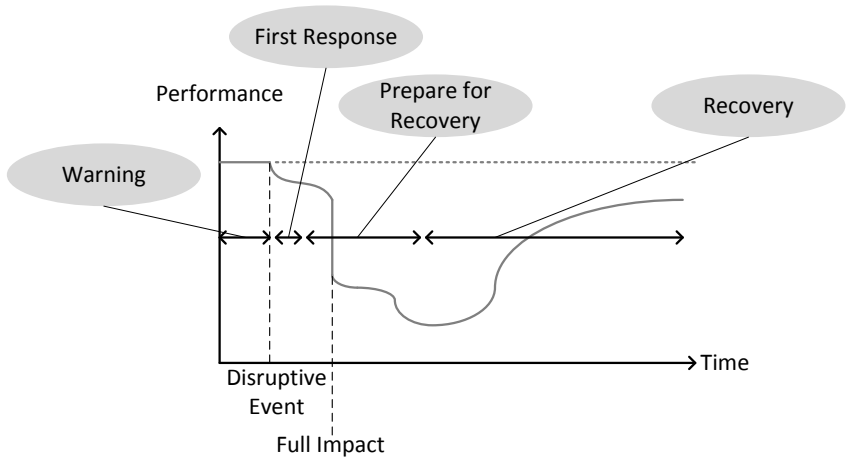 First Response
Performance
Prepare for
Recovery
Recovery
Warning
Time
Disruptive
Event
Full Impact